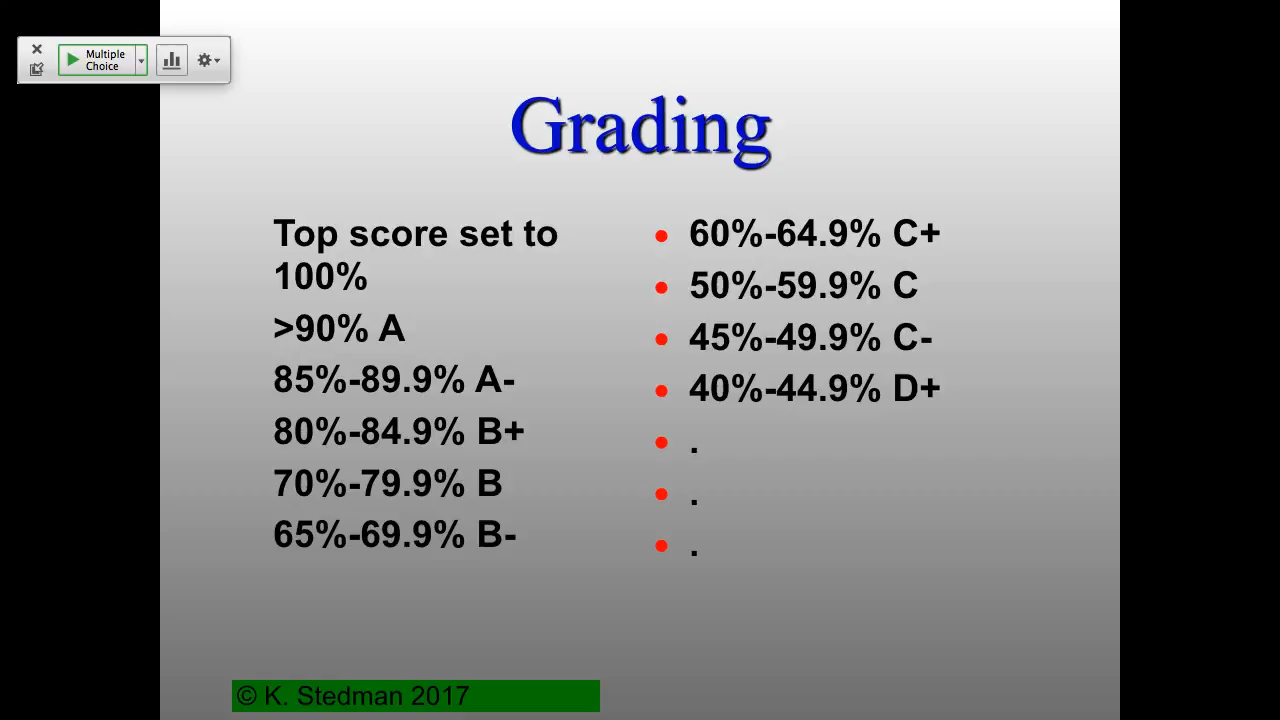 Multiple
Choice
Grading
Top score set to
100%
>90% A
85%-89.9% A-
80%-84.9% B+
70%-79.9% B
65%-69.9% B-
• 60%-64.9% C+
• 50%-59.9% C
• 45%-49.9% C-
• 40%-44.9% D+
• .
• .
• .
© K. Stedman 2017